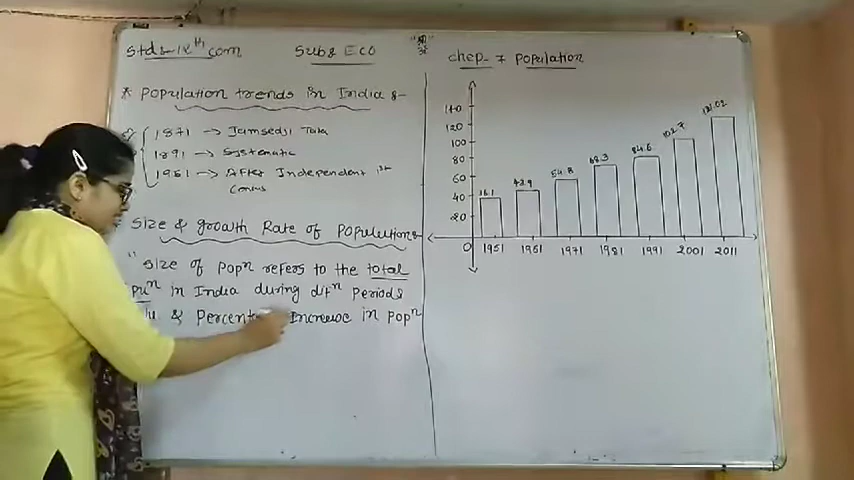 Std:- 12th com
Sub:- ECO
chep- 7 Population
* Population trends in India :-
1871 → Jamsedji Tata
1891 → Systematic
1951 → After Independent 1st
Census
Size & growth Rate of Population:-
" Size of Popn refers to the total
Pun in India during difn Periods
& Percent Increase in Popn
140
120
100
80
60
40
20
0
36.1
43.9
54.8
68.3
84.6
102.7
121.02
1951
1961
1971
1981
1991
2001
2011